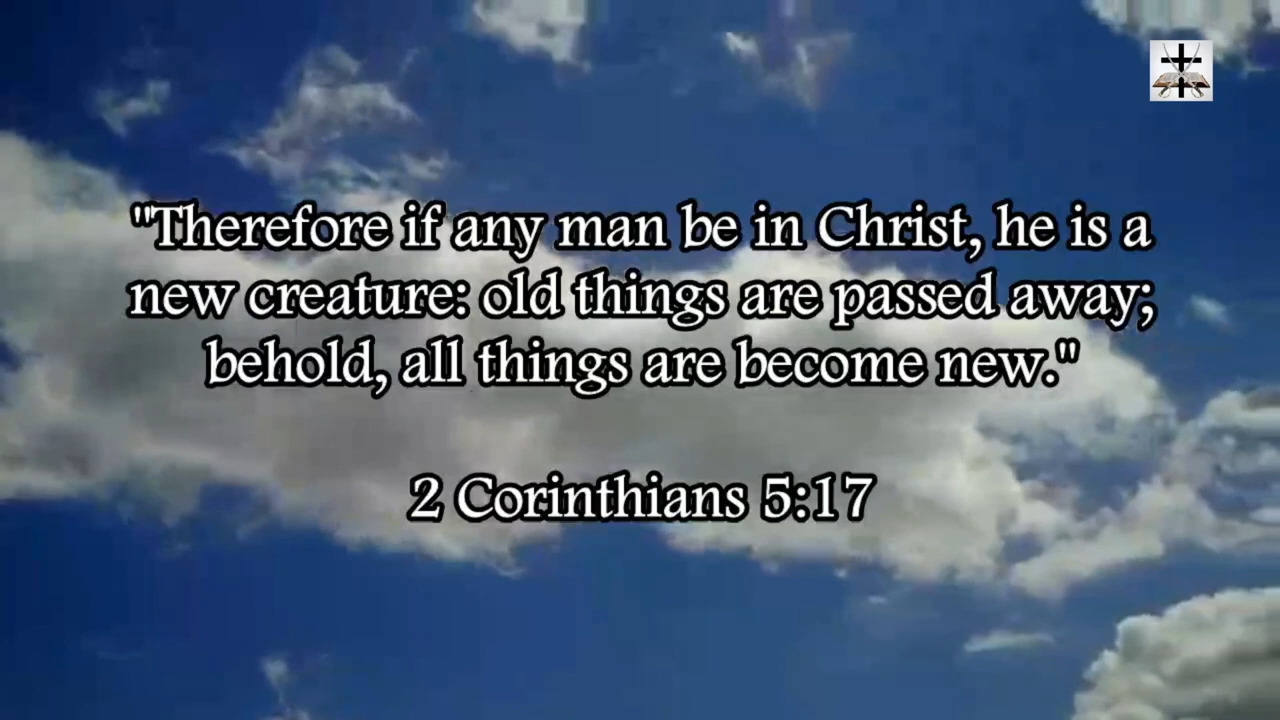 "Therefore if any man be in Christ, he is a
new creature: old things are passed away;
behold, all things are become new."
2 Corinthians 5:17